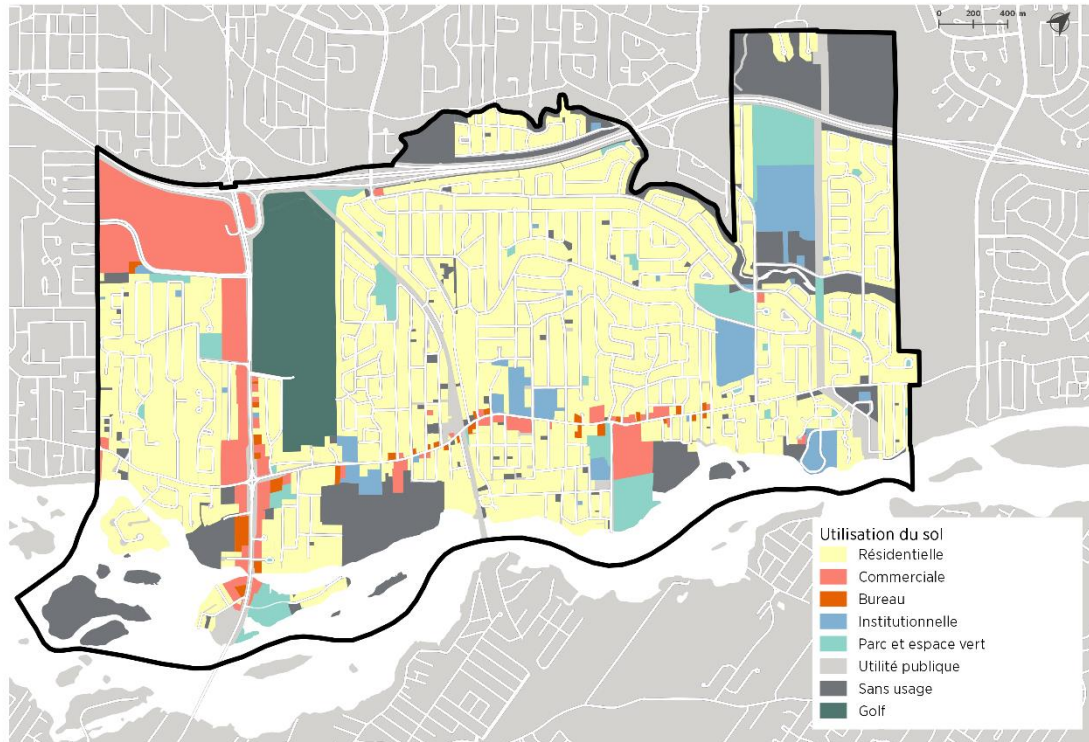 0 200 400 m
Utilisation du sol
Résidentielle
Commerciale
Bureau
Institutionnelle
Parc et espace vert
Utilité publique
Sans usage
Golf